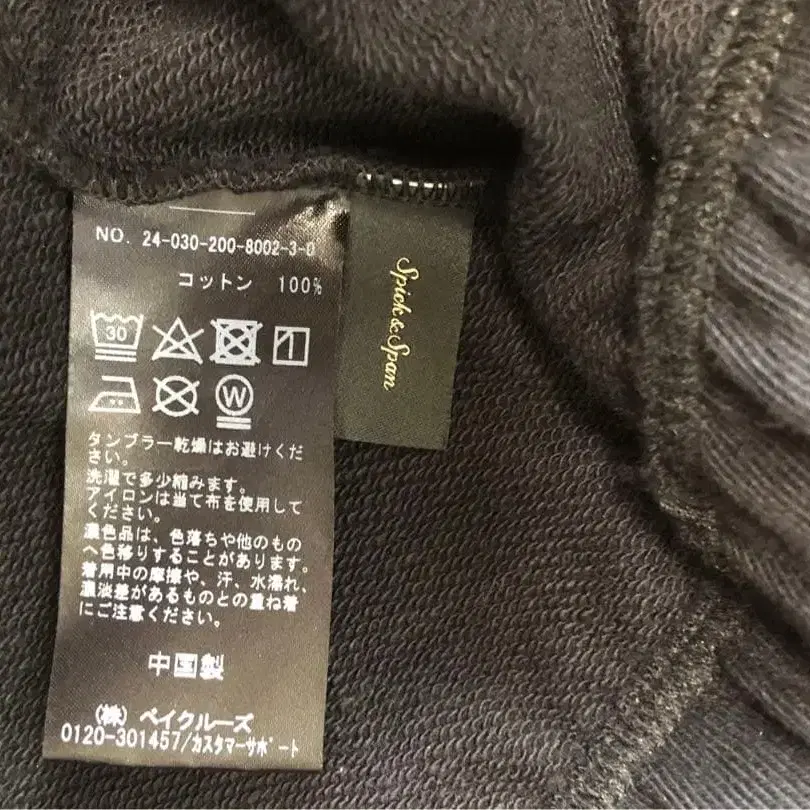 NO. 24-030-200-8002-3-0
コットン 100%
30
W
タンブラー乾燥はお避けくだ
さい。
洗濯で多少縮みます。
アイロンは当て布を使用して
ください。
濃色品は、色落ちや他のもの
へ色移りすることがあります。
着用中の摩擦や、汗、水濡れ、
濃淡差があるものとの重ね着
にご注意ください。
中国製
(株) ベイクルーズ
0120-301457/カスタマーサポート
Spick&Span